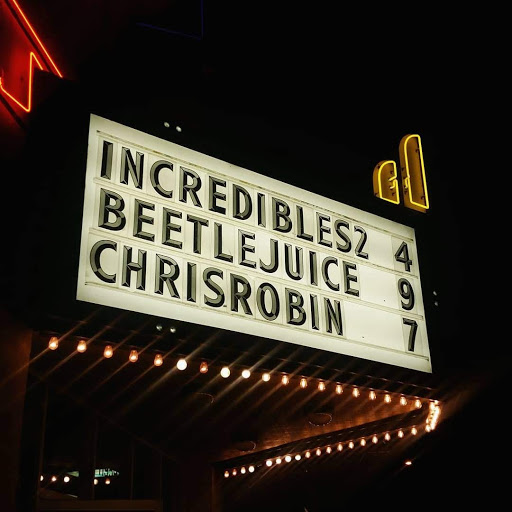 INCREDIBLES2 4
BEETLEJUICE 9
CHRISROBIN 7